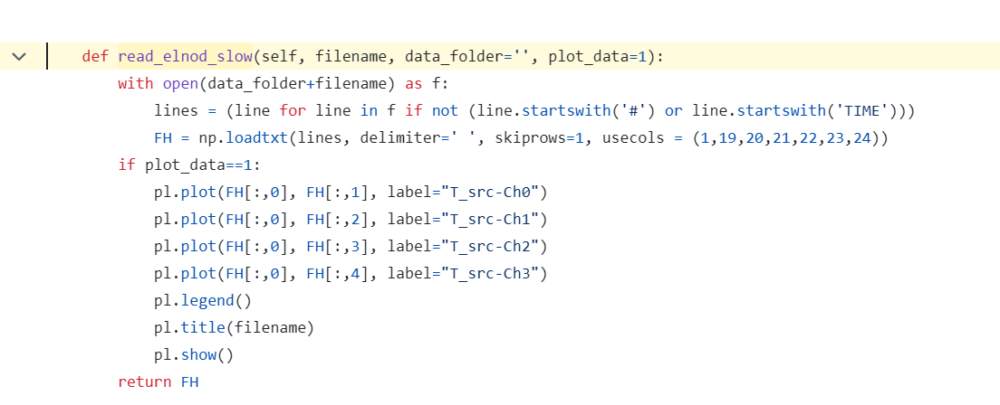 def read_elnod_slow(self, filename, data_folder='', plot_data=1):
with open(data_folder+filename) as f:
lines = (line for line in f if not (line.startswith('#') or line.startswith('TIME')))
FH = np.loadtxt(lines, delimiter=' ', skiprows=1, usecols = (1,19,20,21,22,23,24))
if plot_data==1:
pl.plot(FH[:,0], FH[:,1], label="T_src-Ch0")
pl.plot(FH[:,0], FH[:,2], label="T_src-Ch1")
pl.plot(FH[:,0], FH[:,3], label="T_src-Ch2")
pl.plot(FH[:,0], FH[:,4], label="T_src-Ch3")
pl.legend()
pl.title(filename)
pl.show()
return FH